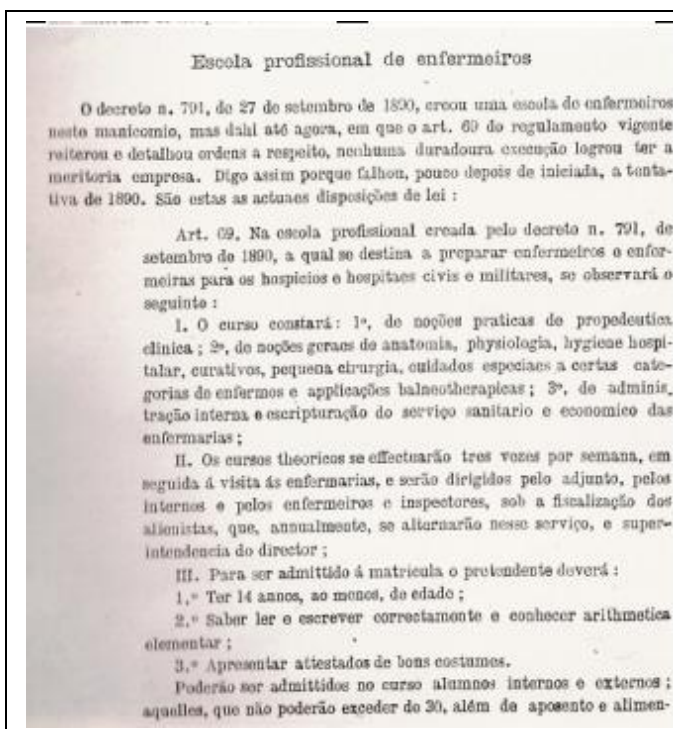 Escola profissional de enfermeiros
O decreto n. 791, de 27 de setembro de 1890, creou uma escola de enfermeiros
neste manicomio, mas dahi até agora, em que o art. 69 do regulamento vigente
reiterou e detalhou ordens a respeito, nenhuma duradoura execução logrou ter a
meritoria empresa. Digo assim porque falhou, pouco depois de iniciada, a tenta-
tiva de 1890. São estas as actuaes disposições de lei :
Art. 69. Na escola profissional creada pelo decreto n. 791, de
setembro de 1890, a qual se destina a preparar enfermeiros e enfer-
meiras para os hospicios e hospitaes civis e militares, se observará o
seguinte :
I. O curso constará: 1º, de noções praticas de propedeutica
clinica ; 2º, de noções geraes de anatomia, physiologia, hygiene hospi-
talar, curativos, pequena cirurgia, cuidados especiaes a certas cate-
gorias de enfermos e applicações balneotherapicas ; 3º, de adminis-
tração interna e escripturação do serviço sanitario e economico das
enfermarias ;
II. Os cursos theoricos se effectuarão tres vezes por semana, em
seguida á visita ás enfermarias, e serão dirigidos pelo adjunto, pelos
internos e pelos enfermeiros e inspectores, sob a fiscalização dos
alienistas, que, annualmente, se alternarão nesse serviço, e super-
intendencia do director ;
III. Para ser admittido á matricula o pretendente deverá :
1.º Ter 14 annos, ao menos, de edade ;
2.º Saber ler e escrever correctamente e conhecer arithmetica
elementar ;
3.º Apresentar attestados de bons costumes.
Poderão ser admittidos no curso alumnos internos e externos ;
aquelles, que não poderão exceder de 30, além de aposento e alimen-